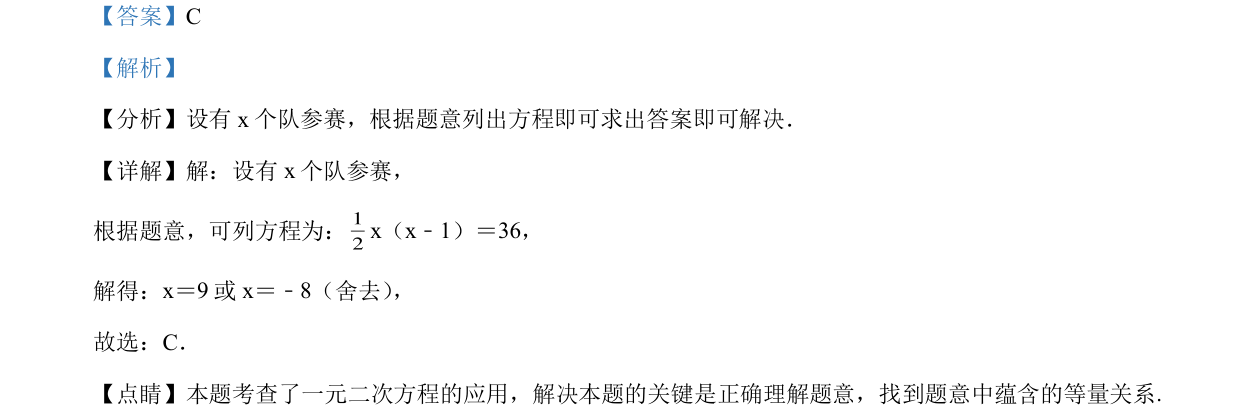 【答案】C
【解析】
【分析】设有 x 个队参赛，根据题意列出方程即可求出答案即可解决．
【详解】解：设有 x 个队参赛，
根据题意，可列方程为：$\frac{1}{2}$x（x﹣1）＝36，
解得：x＝9 或 x＝﹣8（舍去），
故选：C．
【点睛】本题考查了一元二次方程的应用，解决本题的关键是正确理解题意，找到题意中蕴含的等量关系.